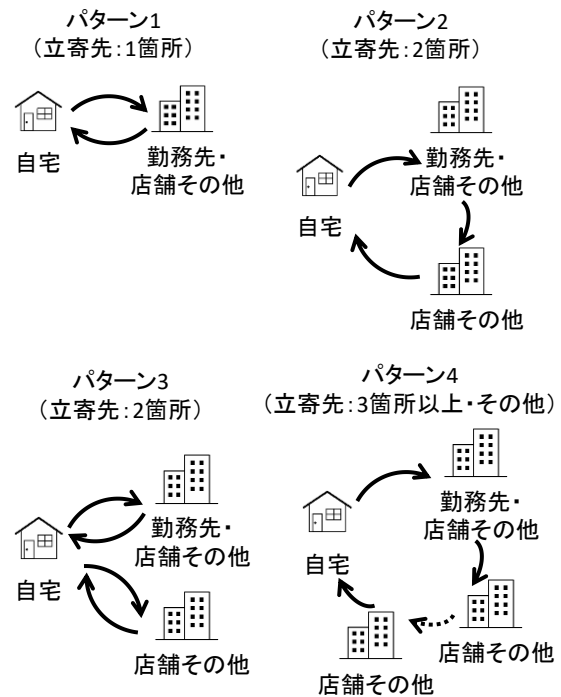 パターン1
（立寄先：1箇所）
自宅
勤務先・
店舗その他
パターン2
（立寄先：2箇所）
自宅
勤務先・
店舗その他
店舗その他
パターン3
（立寄先：2箇所）
自宅
勤務先・
店舗その他
店舗その他
パターン4
（立寄先：3箇所以上・その他）
自宅
勤務先・
店舗その他
店舗その他
店舗その他